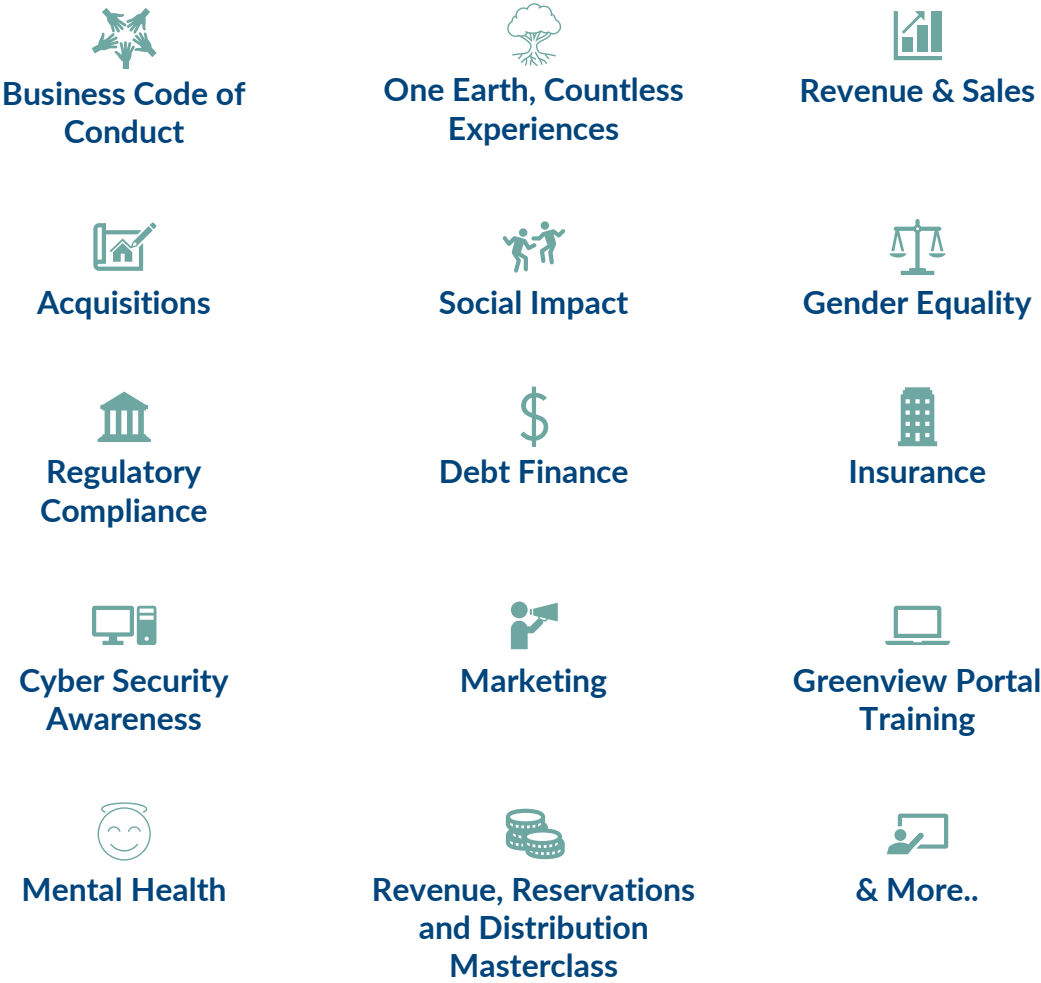 Business Code of
Conduct
One Earth, Countless
Experiences
Revenue & Sales
Acquisitions
Social Impact
Gender Equality
Regulatory
Compliance
Debt Finance
Insurance
Cyber Security
Awareness
Marketing
Greenview Portal
Training
Mental Health
Revenue, Reservations
and Distribution
Masterclass
& More..